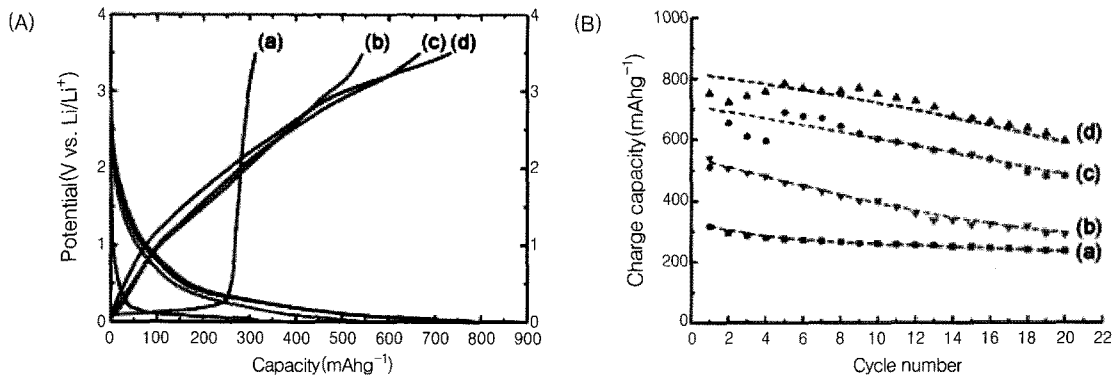 (A)
Potential(V vs. Li/Li⁺)
4
3
2
1
0
4
3
2
1
0
(a)
(b)
(c)
(d)
0 100 200 300 400 500 600 700 800 900
Capacity(mAhg⁻¹)
(B)
Charge capacity(mAhg⁻¹)
1000
800
600
400
200
0
(d)
(c)
(b)
(a)
0 2 4 6 8 10 12 14 16 18 20 22
Cycle number